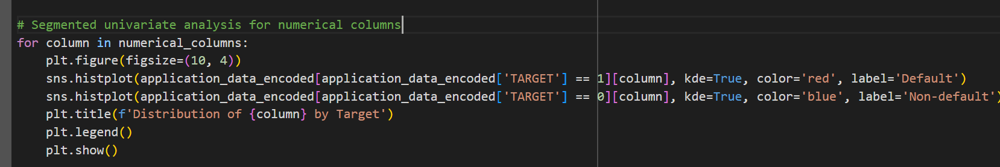 # Segmented univariate analysis for numerical columns
for column in numerical_columns:
    plt.figure(figsize=(10, 4))
    sns.histplot(application_data_encoded[application_data_encoded['TARGET'] == 1][column], kde=True, color='red', label='Default')
    sns.histplot(application_data_encoded[application_data_encoded['TARGET'] == 0][column], kde=True, color='blue', label='Non-default')
    plt.title(f'Distribution of {column} by Target')
    plt.legend()
    plt.show()